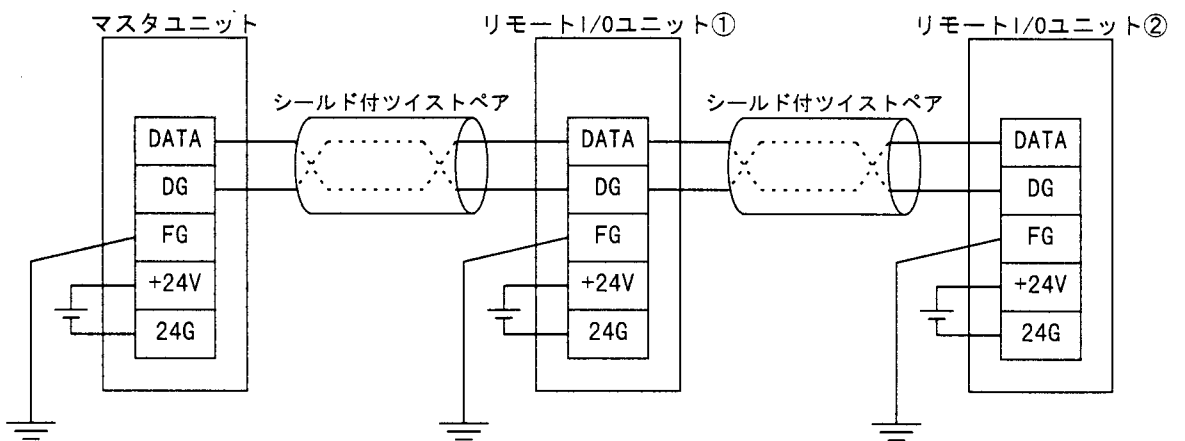 マスタユニット
リモートI/Oユニット①
リモートI/Oユニット②
シールド付ツイストペア
シールド付ツイストペア
DATA
DG
FG
+24V
24G
DATA
DG
FG
+24V
24G
DATA
DG
FG
+24V
24G